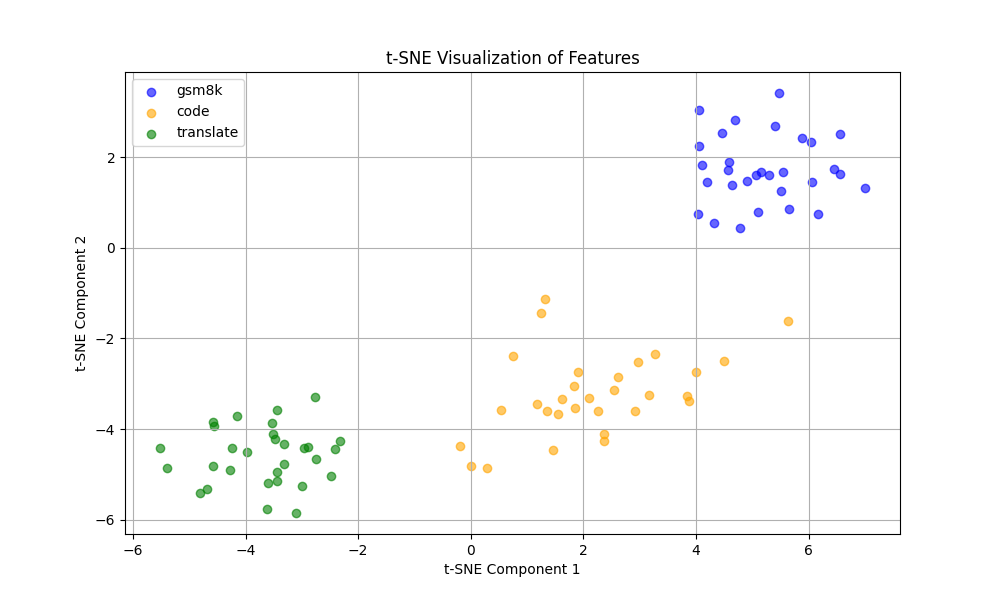 t-SNE Visualization of Features
gsm8k
code
translate
2
0
−2
−4
−6
t-SNE Component 2
−6 −4 −2 0 2 4 6
t-SNE Component 1